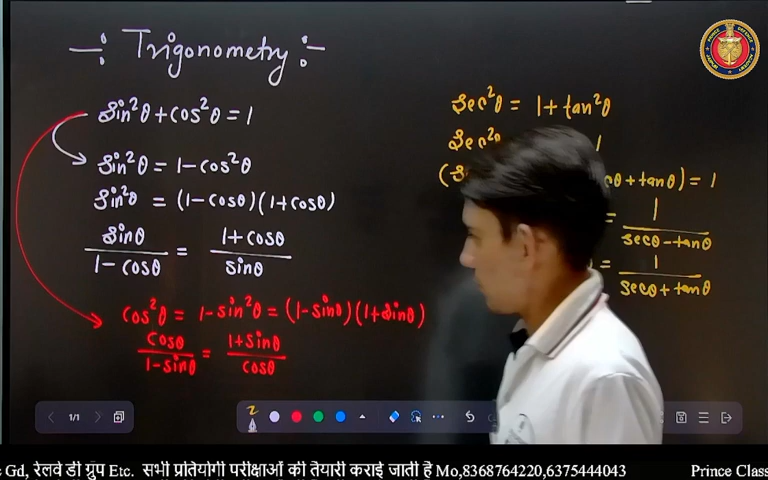 -: Trigonometry :-
sin²θ + cos²θ = 1
sin²θ = 1 - cos²θ
sin²θ = (1 - cosθ)(1 + cosθ)
sinθ/1 - cosθ = 1 + cosθ/sinθ
cos²θ = 1 - sin²θ = (1 - sinθ)(1 + sinθ)
cosθ/1 - sinθ = 1 + sinθ/cosθ
sec²θ = 1 + tan²θ
sec²θ 1
+ tanθ) = 1
= 1/secθ - tanθ
= 1/secθ + tanθ
1/1
Gd, रेलवे डी ग्रुप Etc. सभी प्रतियोगी परीक्षाओं की तैयारी कराई जाती है Mo,8368764220,6375444043 Prince Class